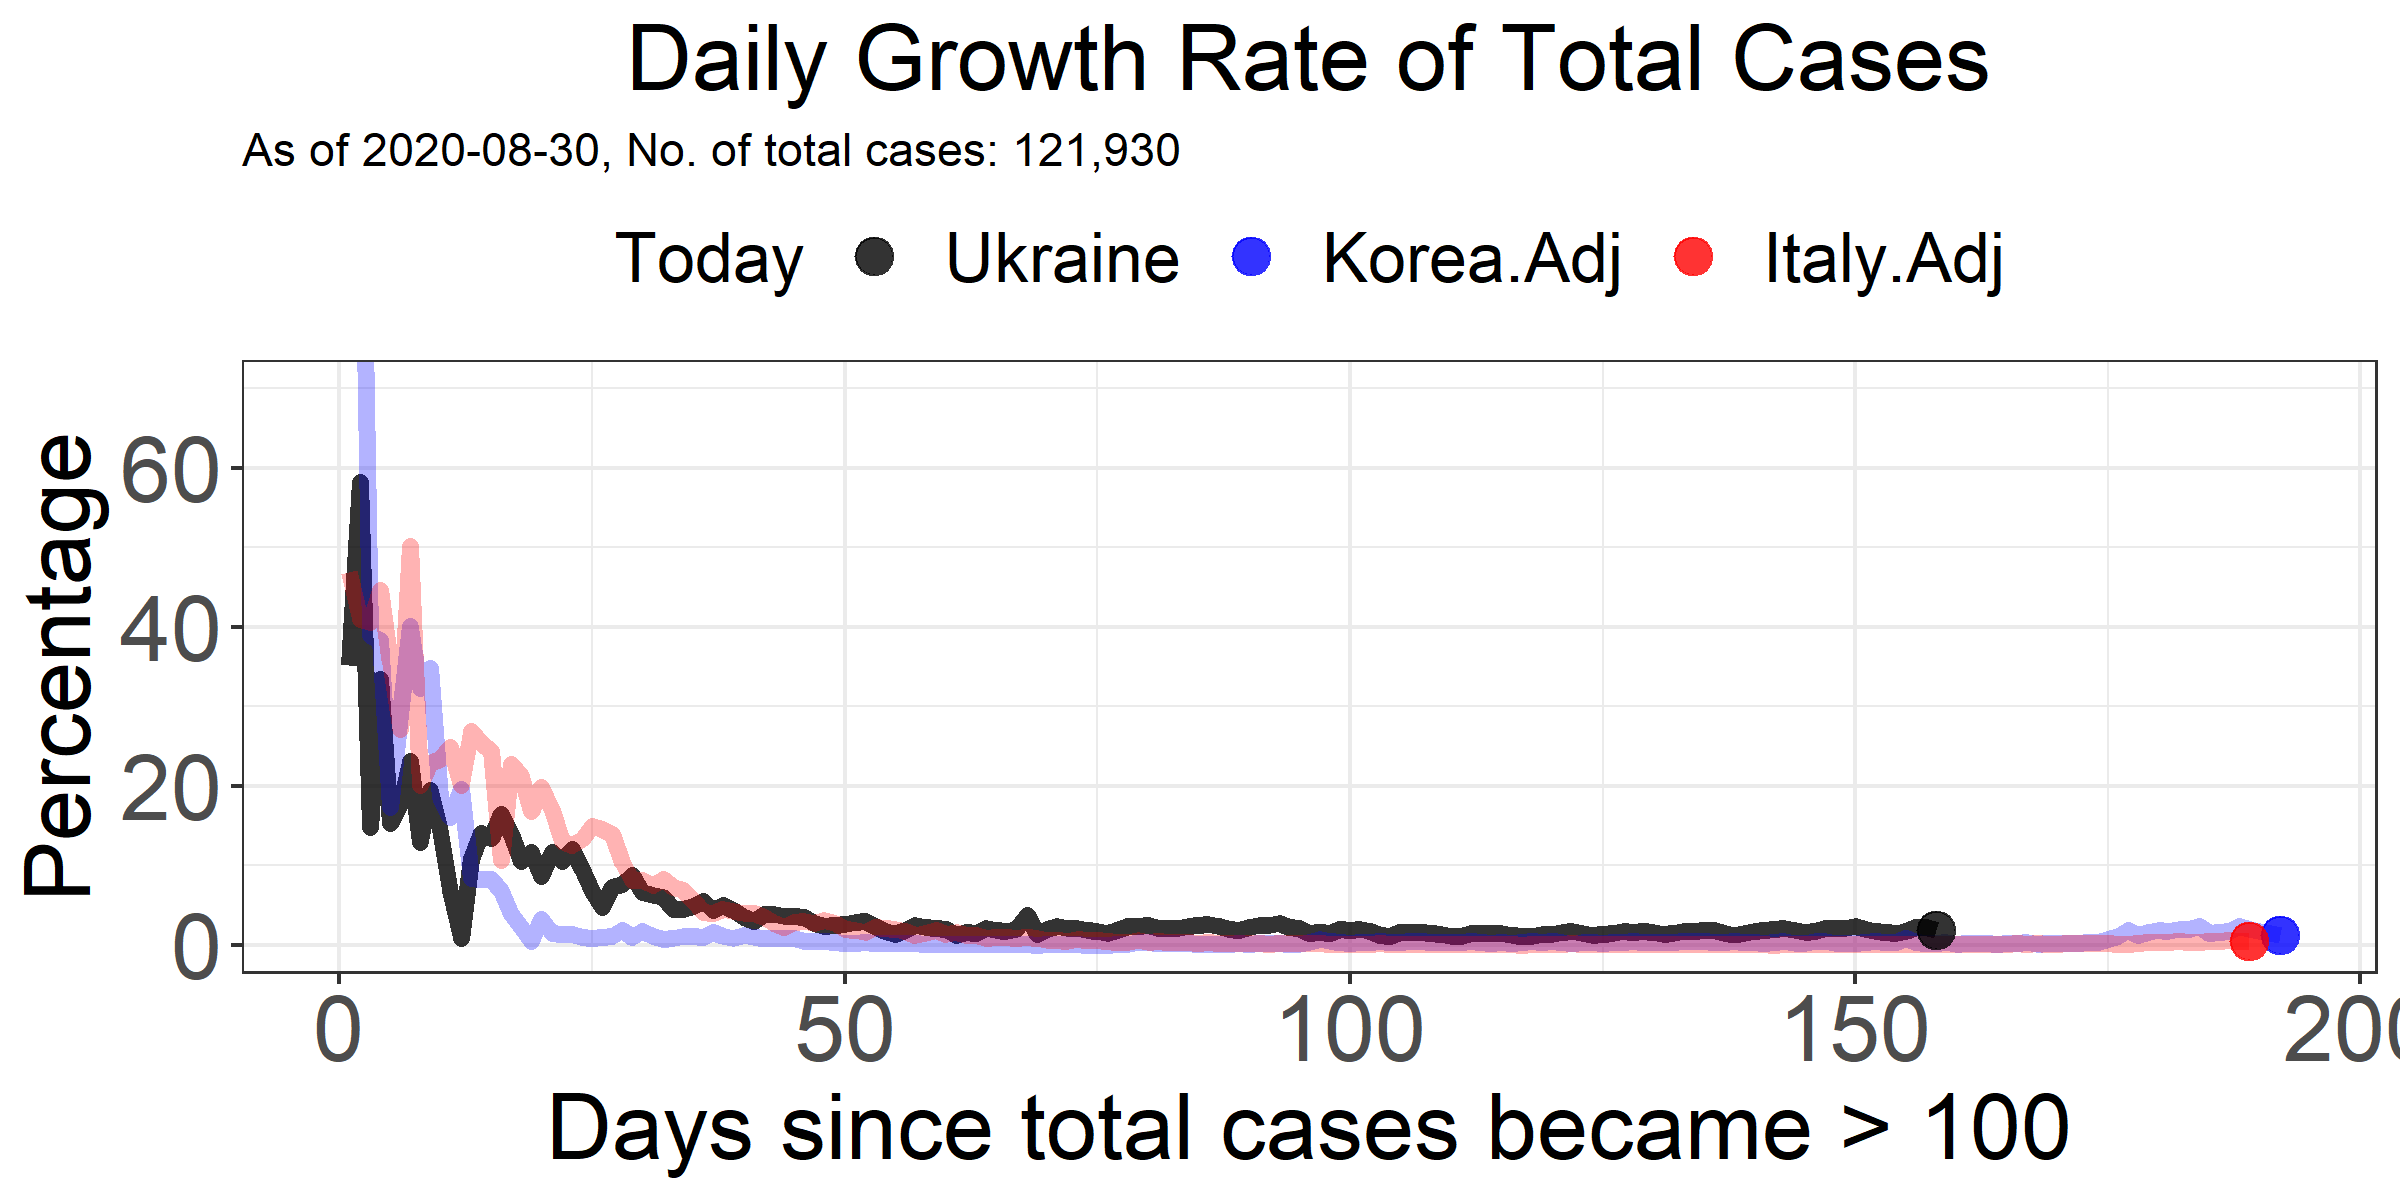 Daily Growth Rate of Total Cases
As of 2020-08-30, No. of total cases: 121,930
Today Ukraine Korea.Adj Italy.Adj
Percentage
60
40
20
0
0 50 100 150 200
Days since total cases became > 100